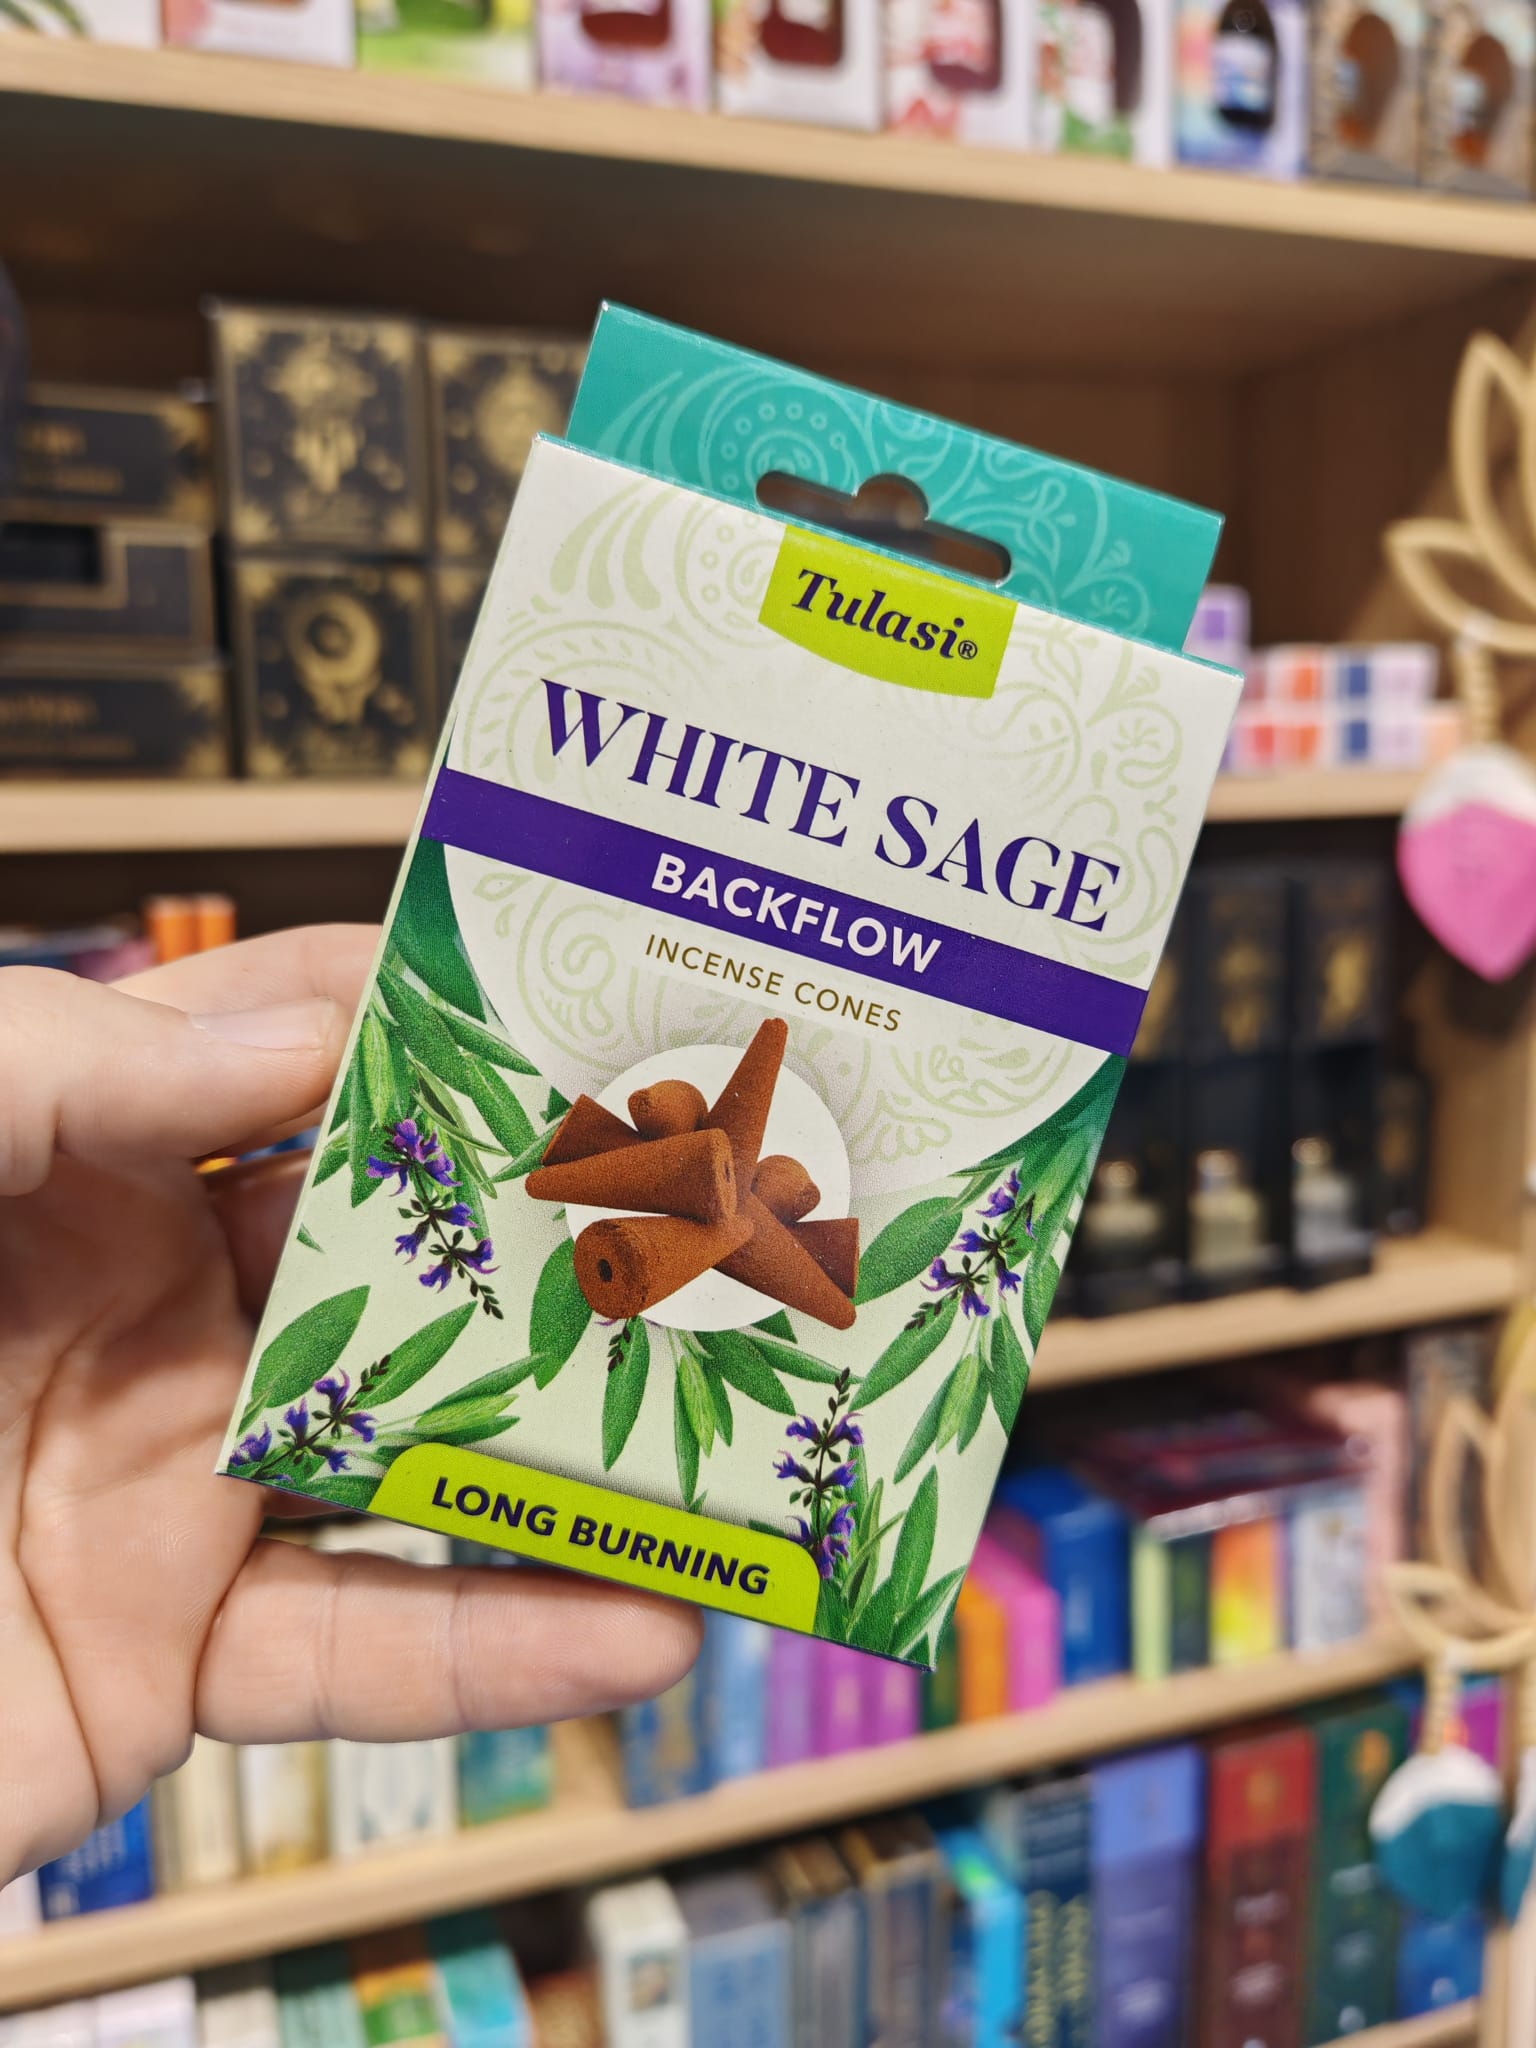 Tulasi®
WHITE SAGE
BACKFLOW
INCENSE CONES
LONG BURNING